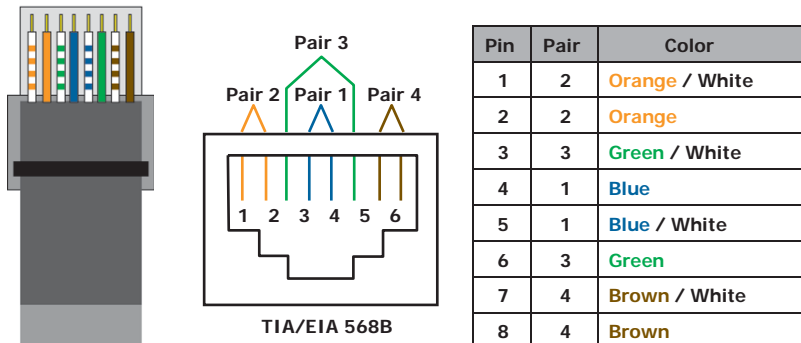 Pair 3
Pair 2 Pair 1 Pair 4
1 2 3 4 5 6
TIA/EIA 568B
Pin Pair Color
1 2 Orange / White
2 2 Orange
3 3 Green / White
4 1 Blue
5 1 Blue / White
6 3 Green
7 4 Brown / White
8 4 Brown